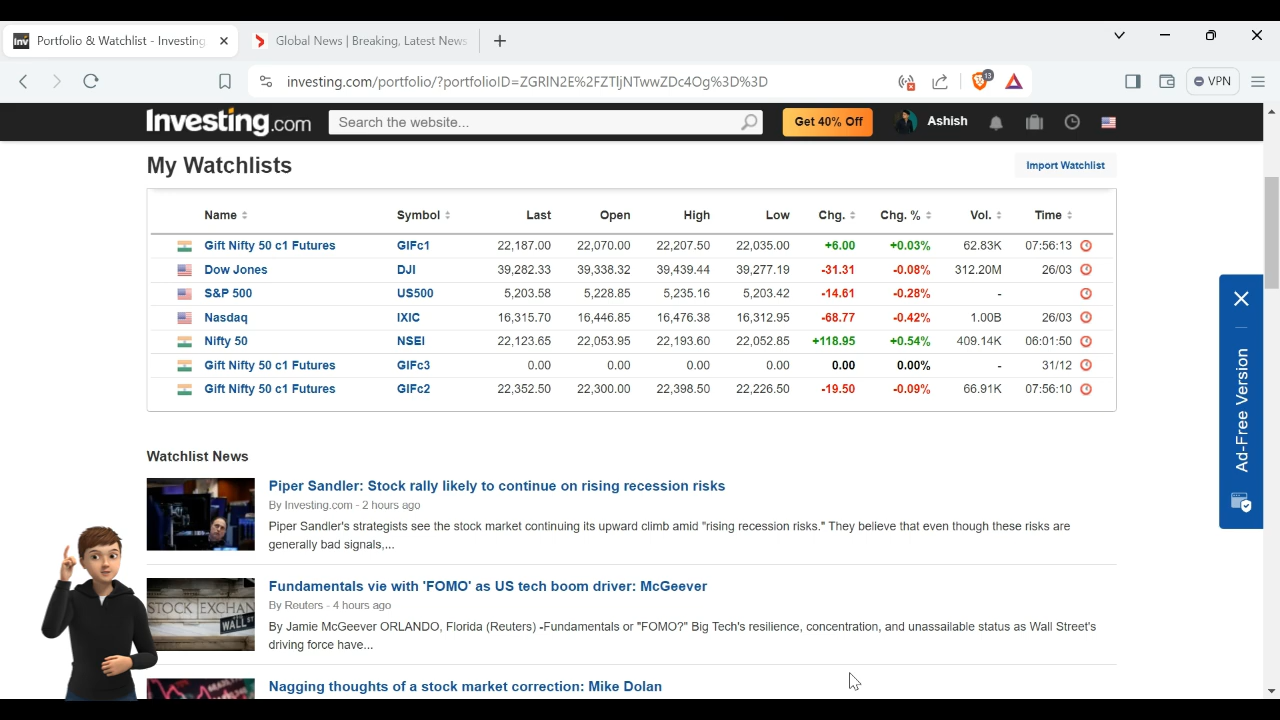 Portfolio & Watchlist - Investing
Global News | Breaking, Latest News
investing.com/portfolio/?portfolioID=ZGRIN2E%2FZTljNTwwZDc4Og%3D%3D
13
VPN
Investing.com
Search the website...
Get 40% Off
Ashish
My Watchlists
Import Watchlist
Name Symbol Last Open High Low Chg. Chg. % Vol. Time
Gift Nifty 50 c1 Futures GIFc1 22,187.00 22,070.00 22,207.50 22,035.00 +6.00 +0.03% 62.83K 07:56:13
Dow Jones DJI 39,282.33 39,338.32 39,439.44 39,277.19 -31.31 -0.08% 312.20M 26/03
S&P 500 US500 5,203.58 5,228.85 5,235.16 5,203.42 -14.61 -0.28% -
Nasdaq IXIC 16,315.70 16,446.85 16,476.38 16,312.95 -68.77 -0.42% 1.00B 26/03
Nifty 50 NSEI 22,123.65 22,053.95 22,193.60 22,052.85 +118.95 +0.54% 409.14K 06:01:50
Gift Nifty 50 c1 Futures GIFc3 0.00 0.00 0.00 0.00 0.00 0.00% - 31/12
Gift Nifty 50 c1 Futures GIFc2 22,352.50 22,300.00 22,398.50 22,226.50 -19.50 -0.09% 66.91K 07:56:10
Ad-Free Version
Watchlist News
Piper Sandler: Stock rally likely to continue on rising recession risks
By Investing.com - 2 hours ago
Piper Sandler's strategists see the stock market continuing its upward climb amid "rising recession risks." They believe that even though these risks are
generally bad signals,...
STOCK EXCHAN
WALL ST
Fundamentals vie with 'FOMO' as US tech boom driver: McGeever
By Reuters - 4 hours ago
By Jamie McGeever ORLANDO, Florida (Reuters) -Fundamentals or "FOMO?" Big Tech's resilience, concentration, and unassailable status as Wall Street's
driving force have...
Nagging thoughts of a stock market correction: Mike Dolan